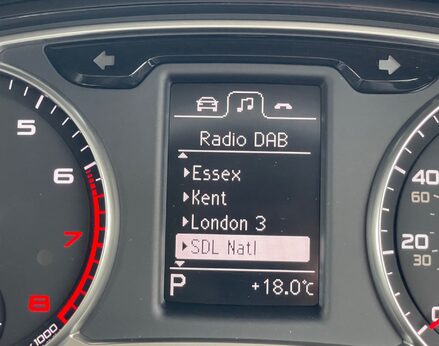 Radio DAB
Essex
Kent
London 3
SDL Natl
P +18.0°C
5
6
7
8
1000
40
60
20
30
0